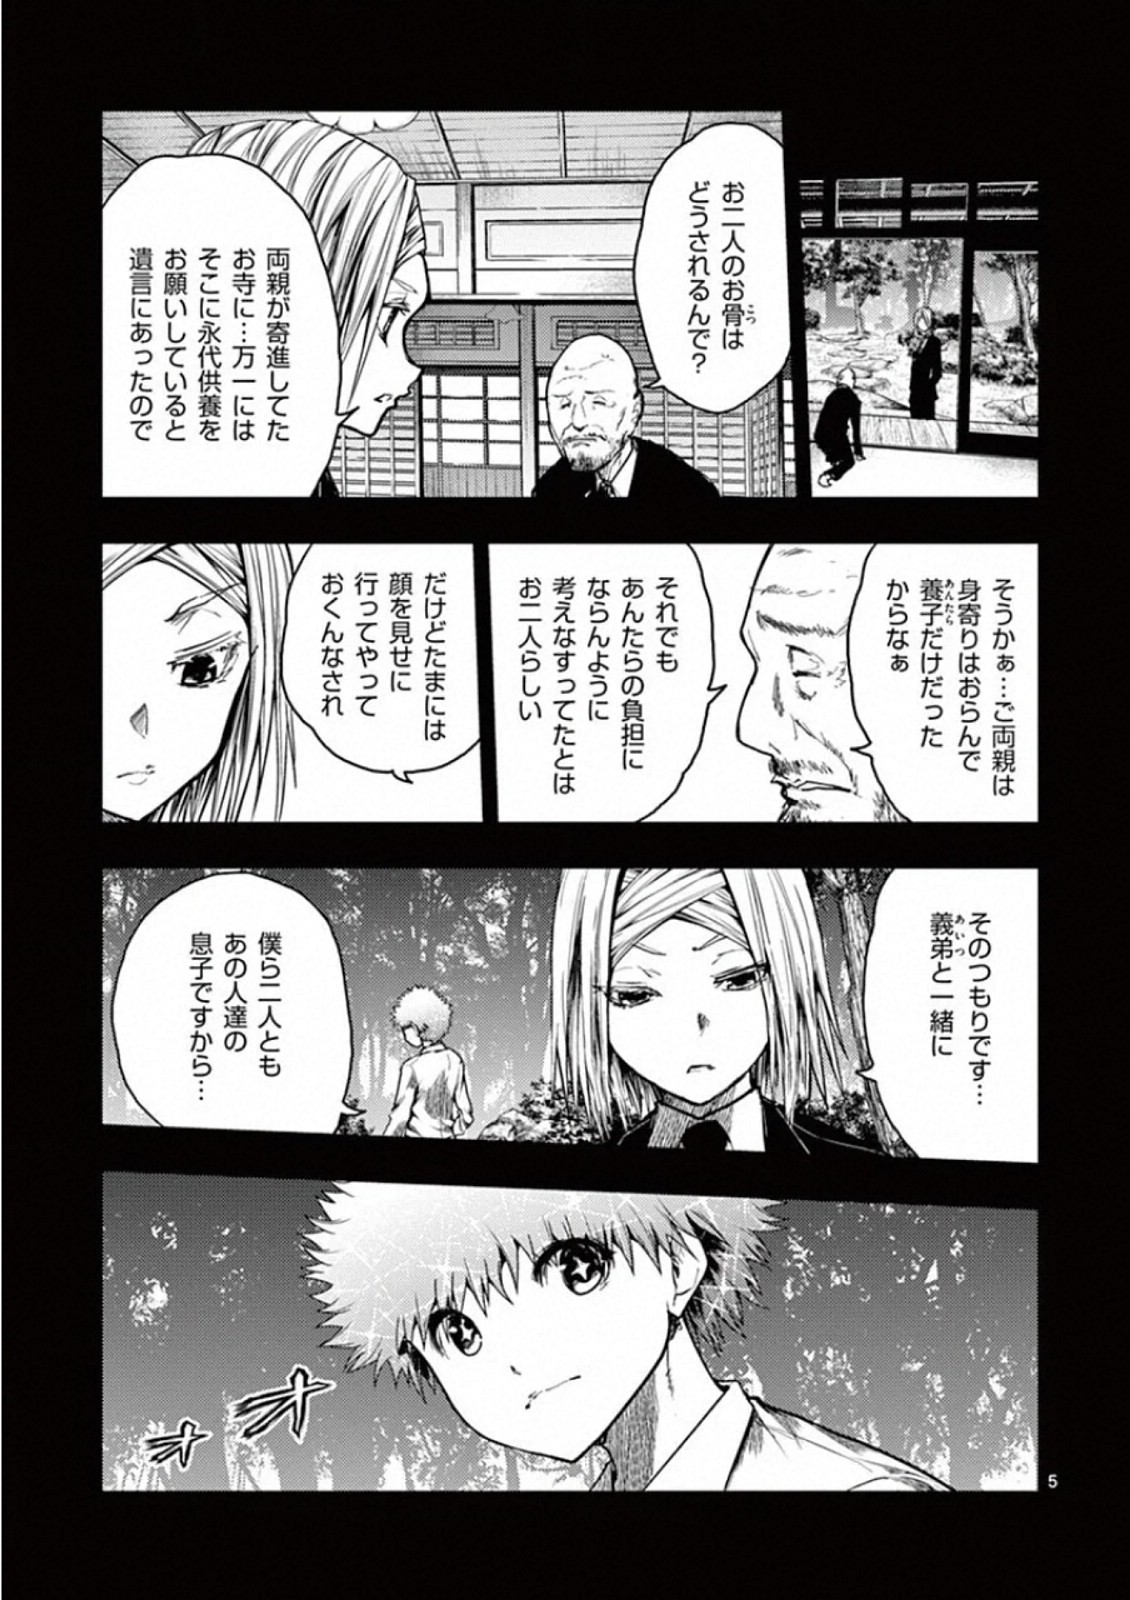 お二人のお骨は
どうされるんで？
両親が寄進してた
お寺に…万一には
そこに永代供養を
お願いしていると
遺言にあったので
そうかぁ…ご両親は
身寄りはおらんで
養子だけだった
からなぁ
それでも
あんたらの負担に
ならんように
考えなすってたとは
お二人らしい
だけどたまには
顔を見せに
行ってやって
おくんなされ
そのつもりです…
義弟と一緒に
僕ら二人とも
あの人達の
息子ですから…
オオ
5